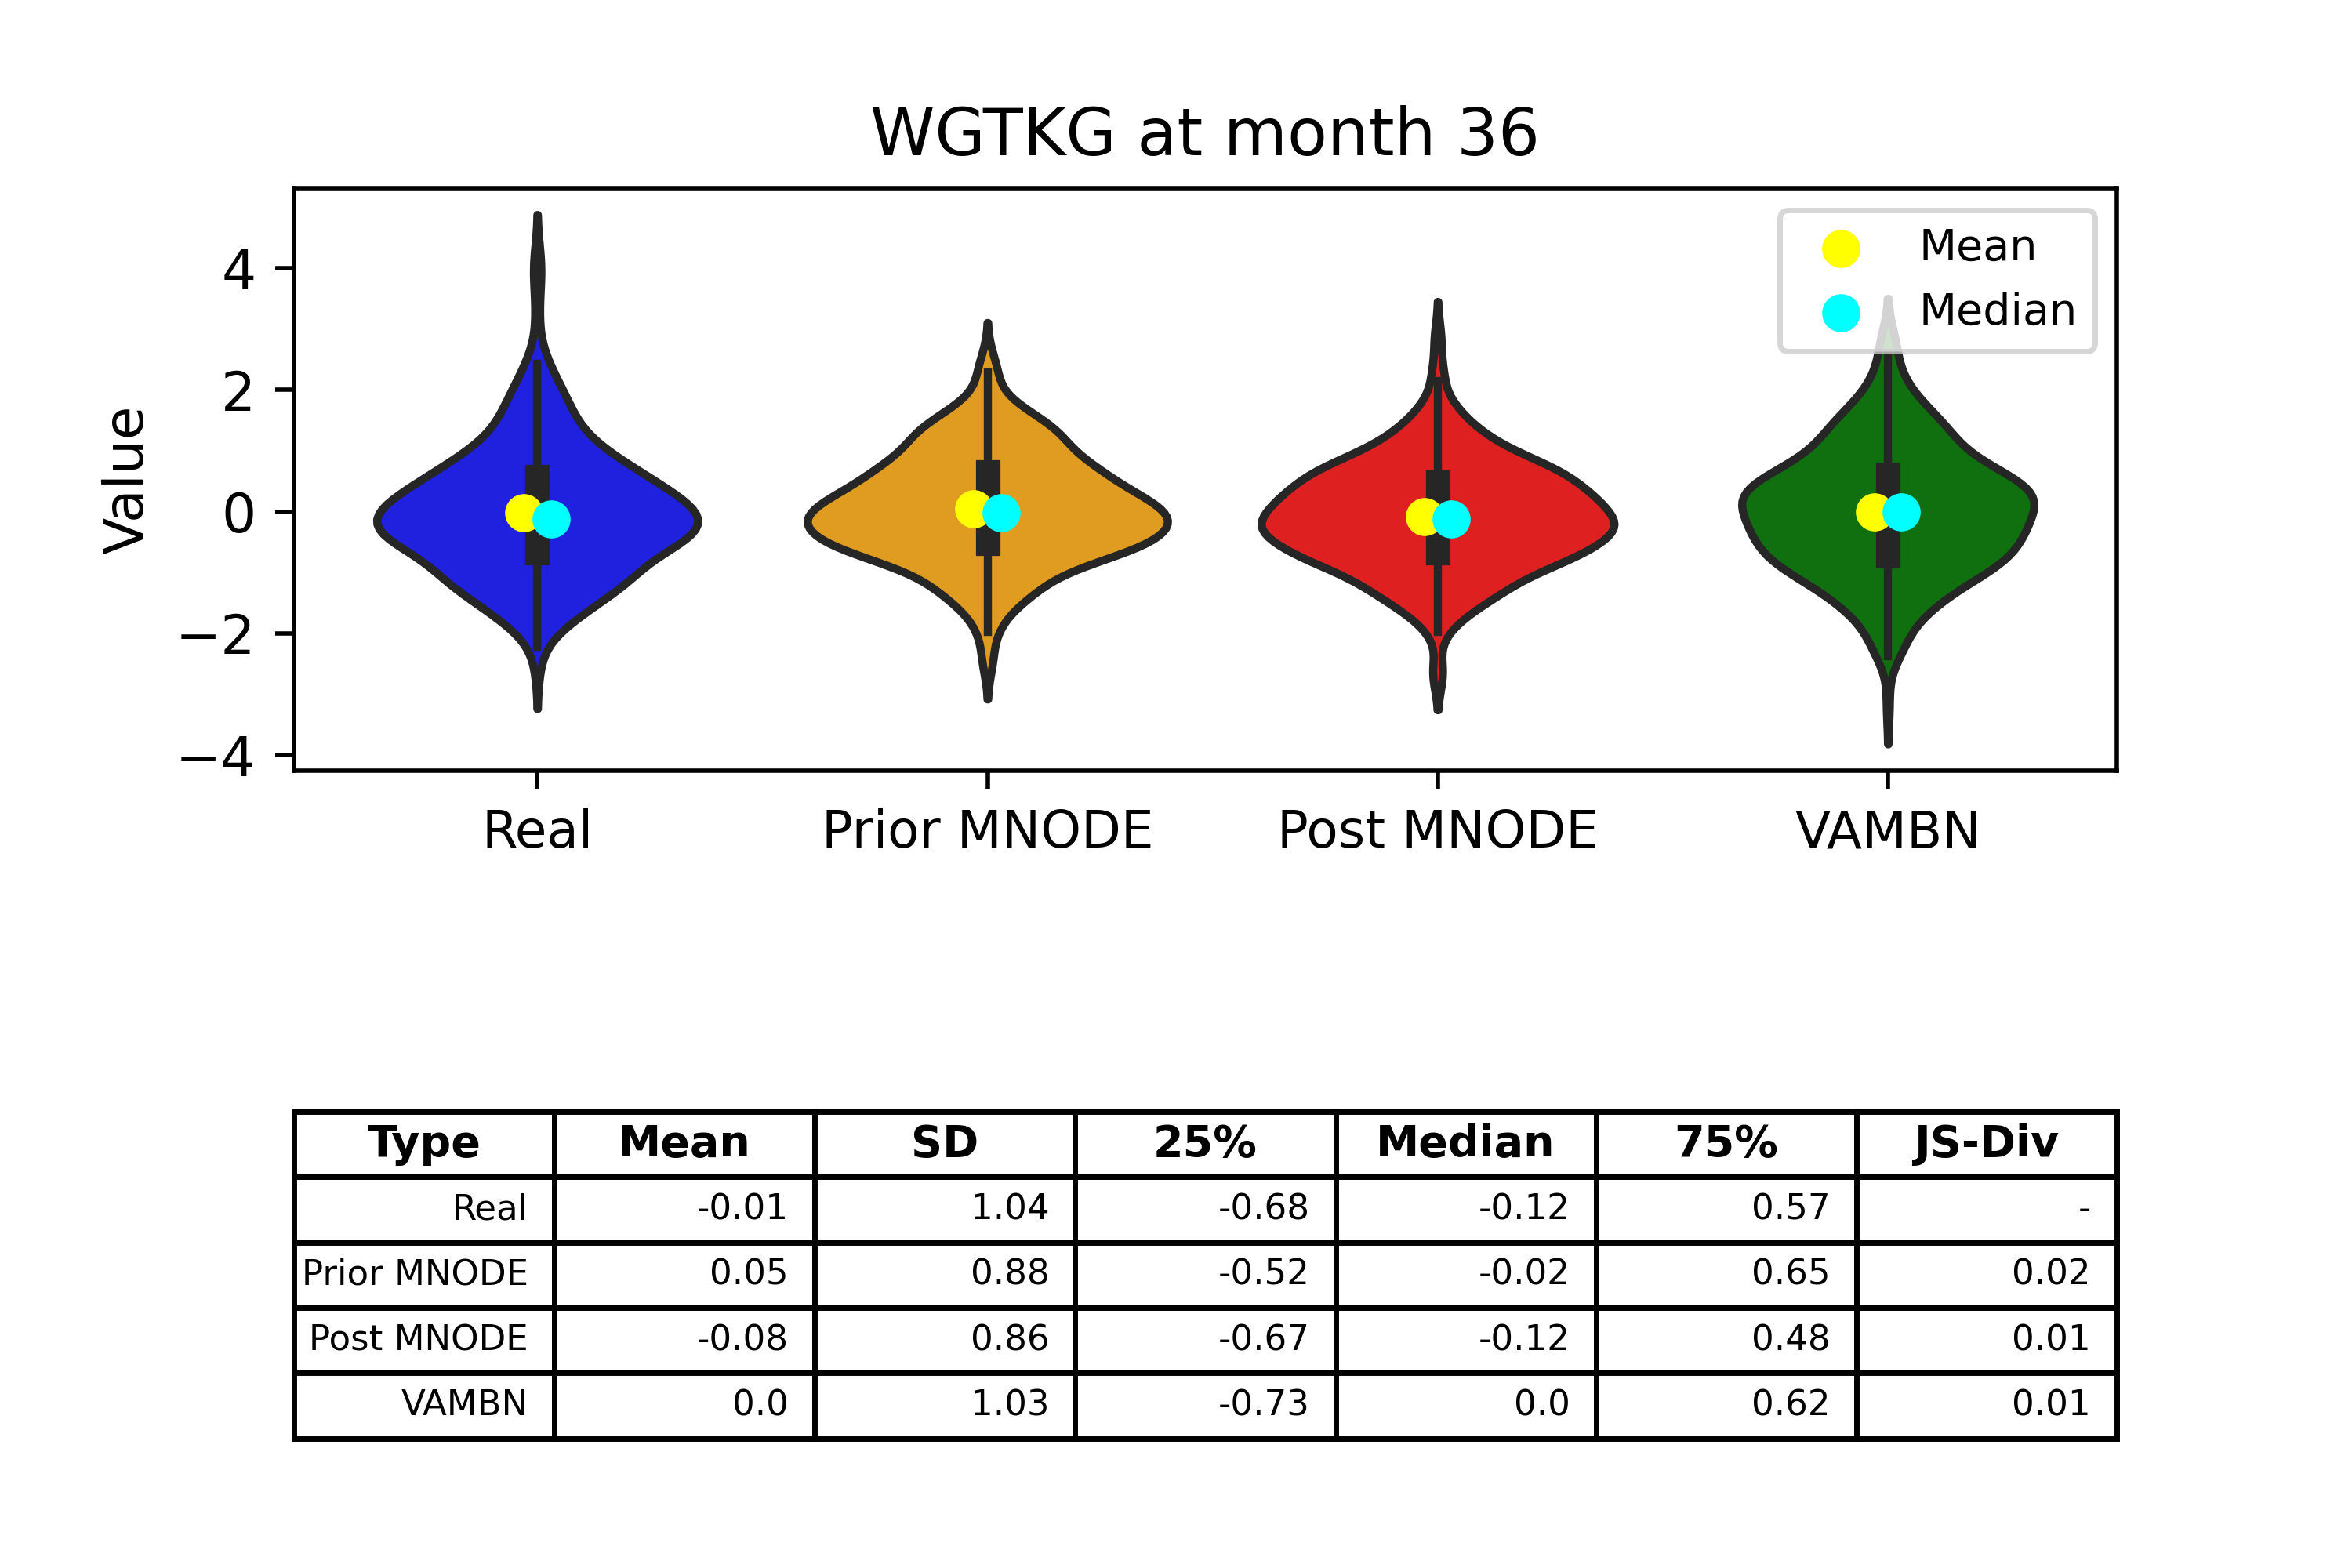 WGTKG at month 36
Mean
Median
Value
4
2
0
−2
−4
Real Prior MNODE Post MNODE VAMBN
Type Mean SD 25% Median 75% JS-Div
Real -0.01 1.04 -0.68 -0.12 0.57 -
Prior MNODE 0.05 0.88 -0.52 -0.02 0.65 0.02
Post MNODE -0.08 0.86 -0.67 -0.12 0.48 0.01
VAMBN 0.0 1.03 -0.73 0.0 0.62 0.01